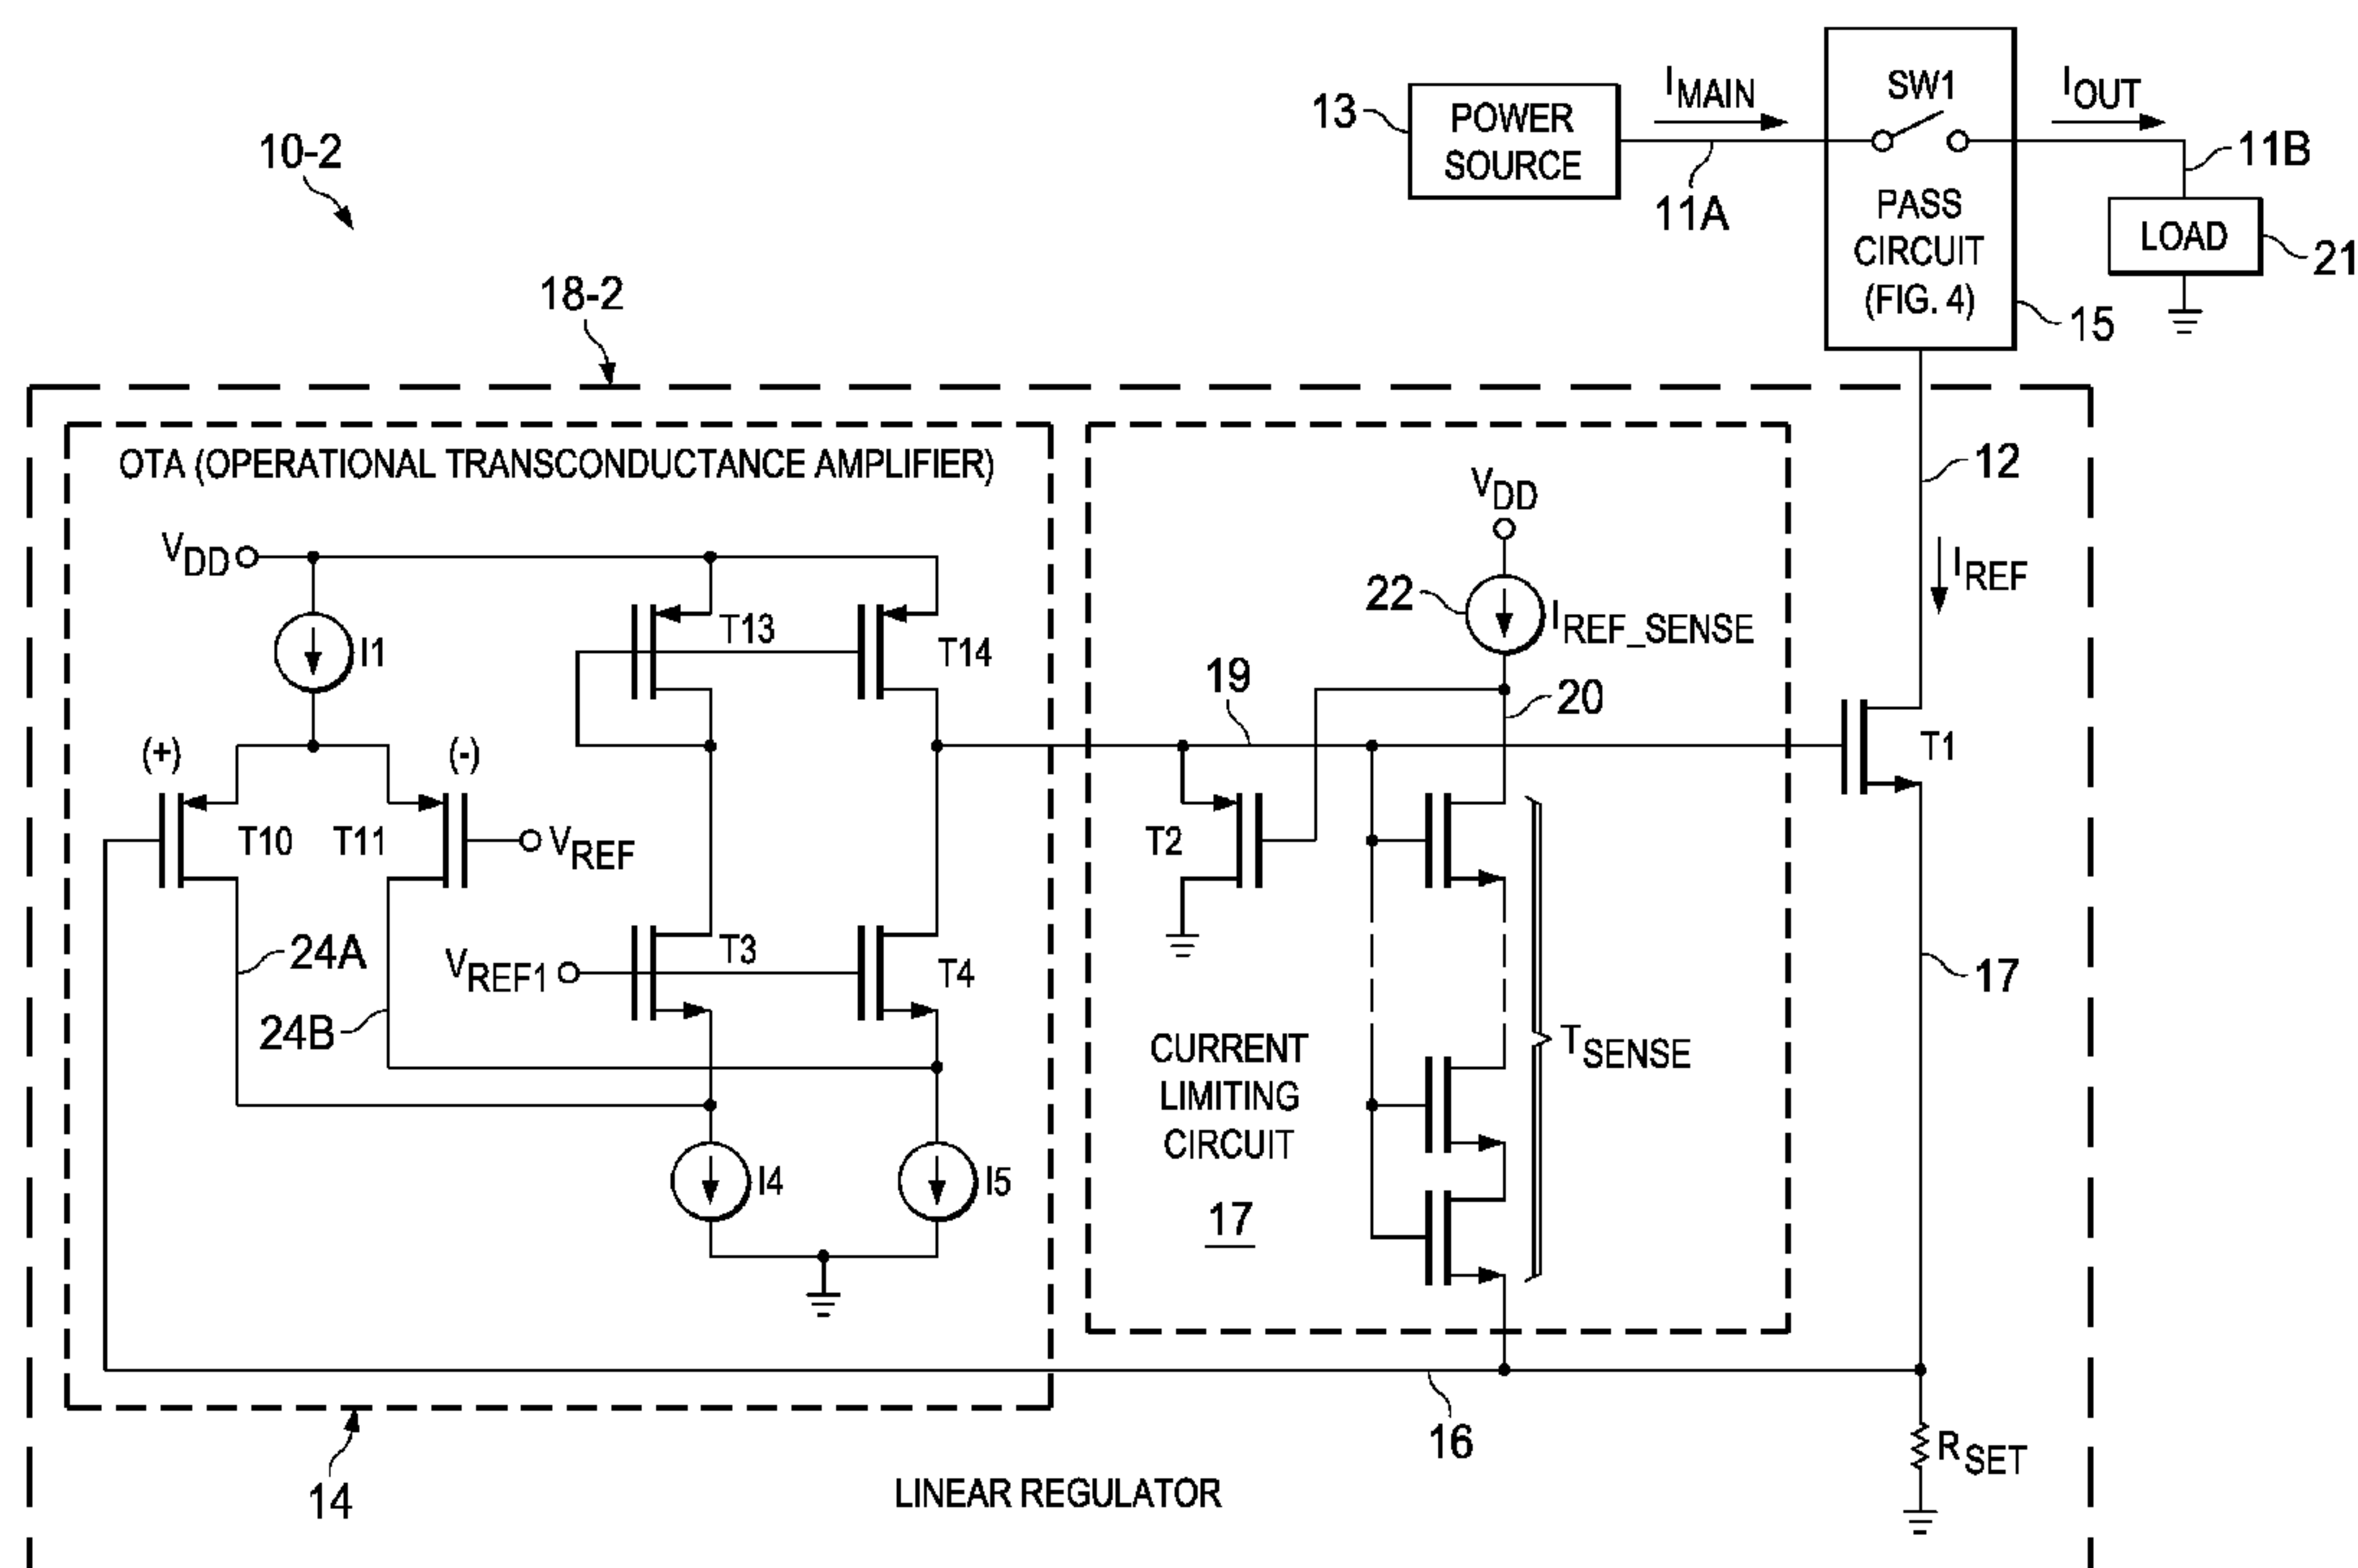 10-2
13
POWER
SOURCE
IMAIN
11A
SW1
PASS
CIRCUIT
(FIG. 4)
15
IOUT
11B
LOAD
21
18-2
12
IREF
OTA (OPERATIONAL TRANSCONDUCTANCE AMPLIFIER)
VDD
I1
T13
T14
(+)
(-)
T10
T11
VREF
24A
24B
VREF1
T3
T4
I4
I5
14
VDD
22
IREF_SENSE
19
20
T2
TSENSE
CURRENT
LIMITING
CIRCUIT
17
T1
17
16
RSET
LINEAR REGULATOR